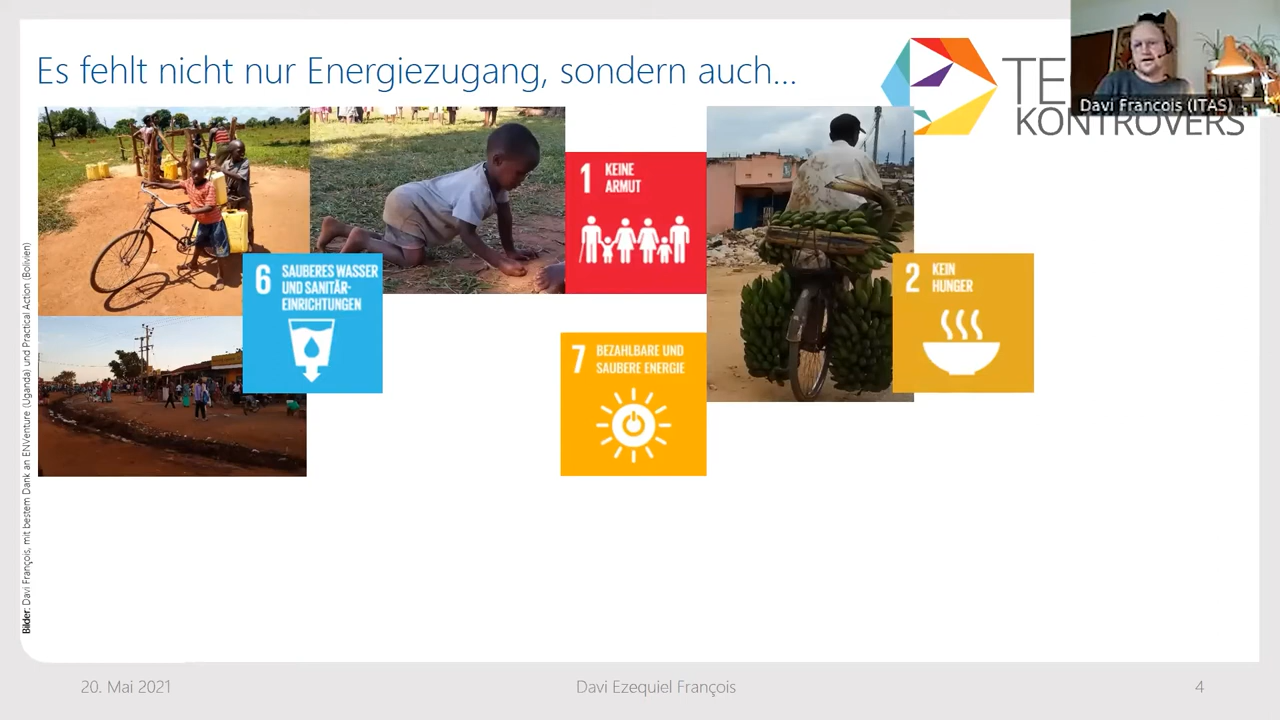 Es fehlt nicht nur Energiezugang, sondern auch...
TE
KONTROVERS
Davi Francois (ITAS)
1 KEINE
ARMUT
6 SAUBERES WASSER
UND SANITÄR-
EINRICHTUNGEN
2 KEIN
HUNGER
7 BEZAHLBARE UND
SAUBERE ENERGIE
Bilder: Davi François, mit bestem Dank an ENVenture (Uganda) und Practical Action (Bolivien)
20. Mai 2021
Davi Ezequiel François
4